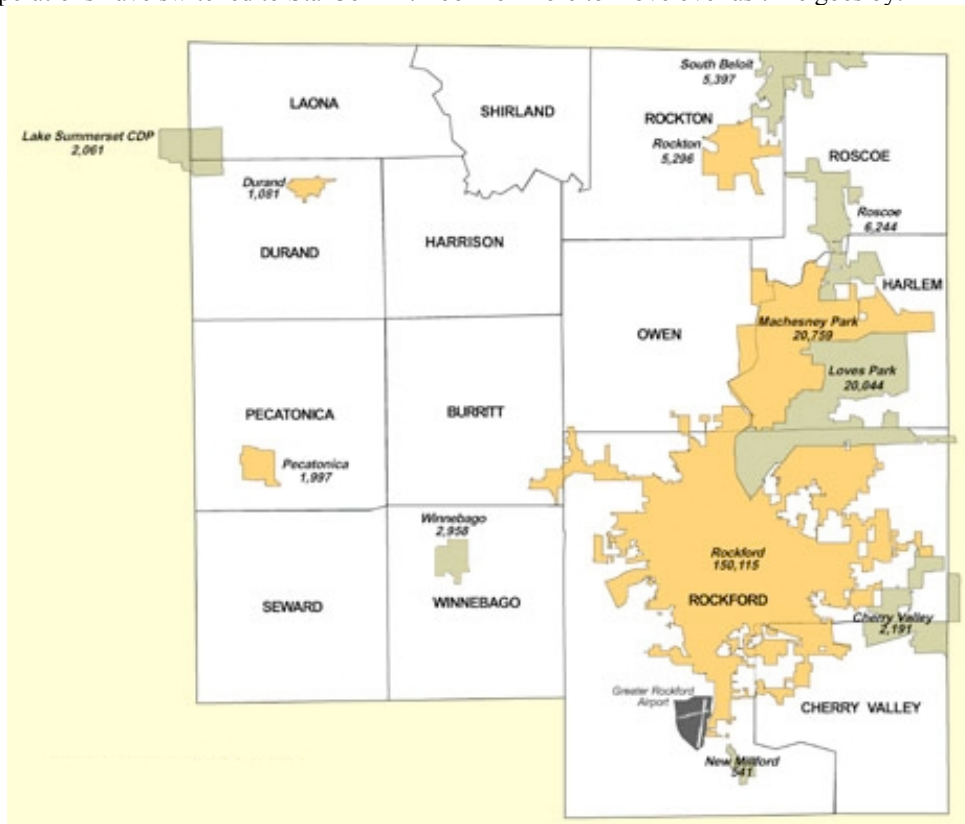 South Beloit
5,397
LAONA
SHIRLAND
ROCKTON
Lake Summerset CDP
2,061
Rockton
5,296
ROSCOE
Durand
1,081
Roscoe
6,244
DURAND
HARRISON
HARLEM
Machesney Park
20,759
OWEN
Loves Park
20,044
PECATONICA
BURRITT
Pecatonica
1,997
Winnebago
2,958
Rockford
150,115
SEWARD
WINNEBAGO
ROCKFORD
Cherry Valley
2,191
Greater Rockford
Airport
CHERRY VALLEY
New Millford
541